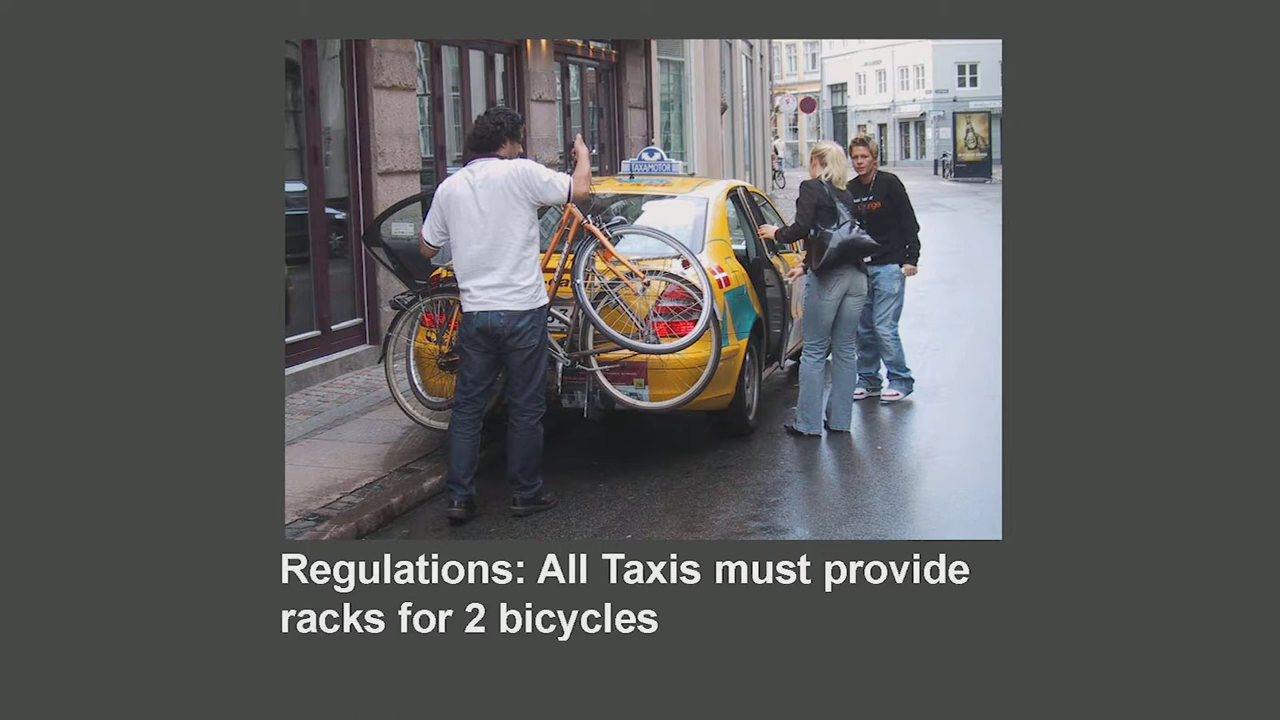 TAXAMOTOR
Regulations: All Taxis must provide
racks for 2 bicycles